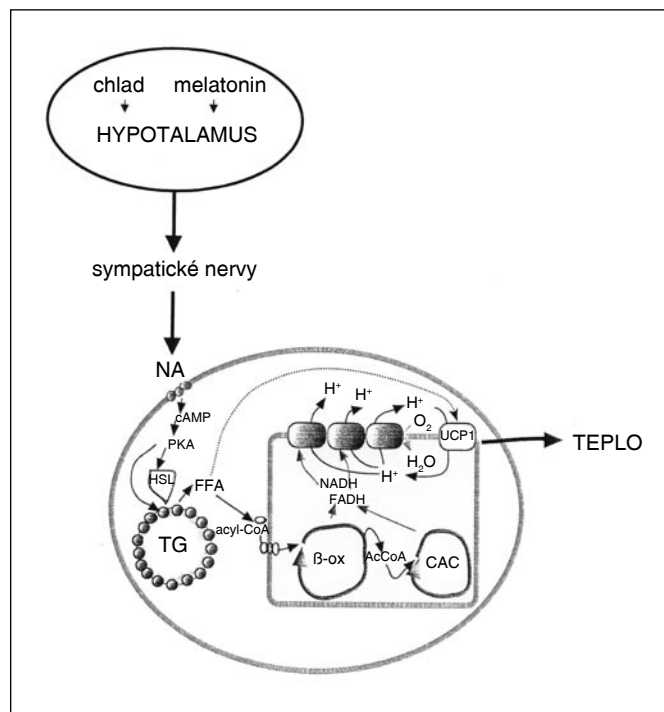 chlad melatonin
HYPOTALAMUS
sympatické nervy
NA
cAMP
PKA
HSL
FFA
TG
acyl-CoA
H⁺ H⁺ H⁺
O₂
UCP1
TEPLO
H₂O
H⁺
NADH
FADH
ß-ox
AcCoA
CAC